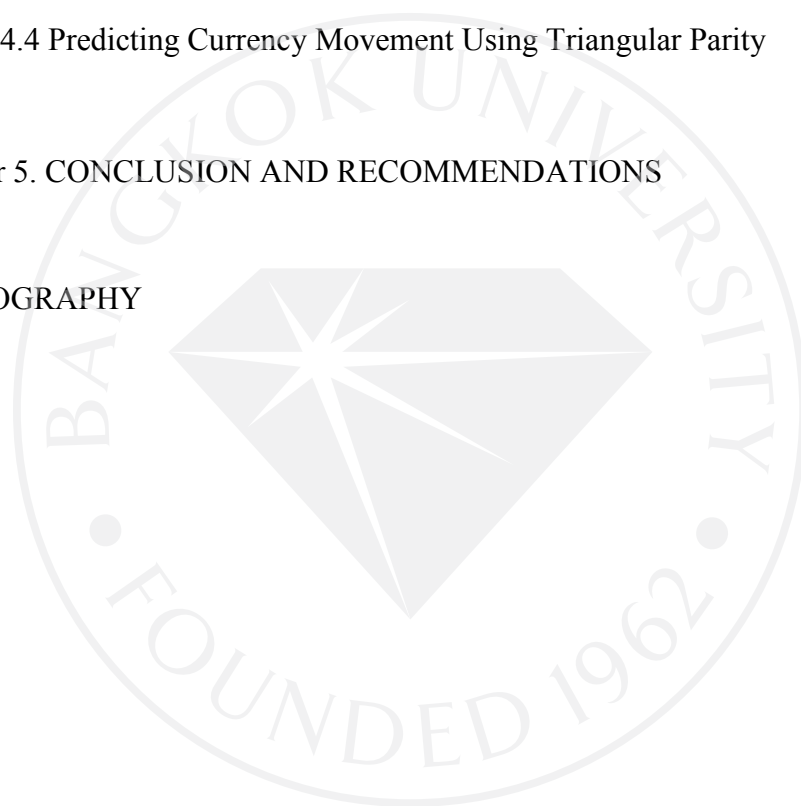 4.4 Predicting Currency Movement Using Triangular Parity
r 5. CONCLUSION AND RECOMMENDATIONS
OGRAPHY
BANGKOK UNIVERSITY
• FOUNDED 1962 •